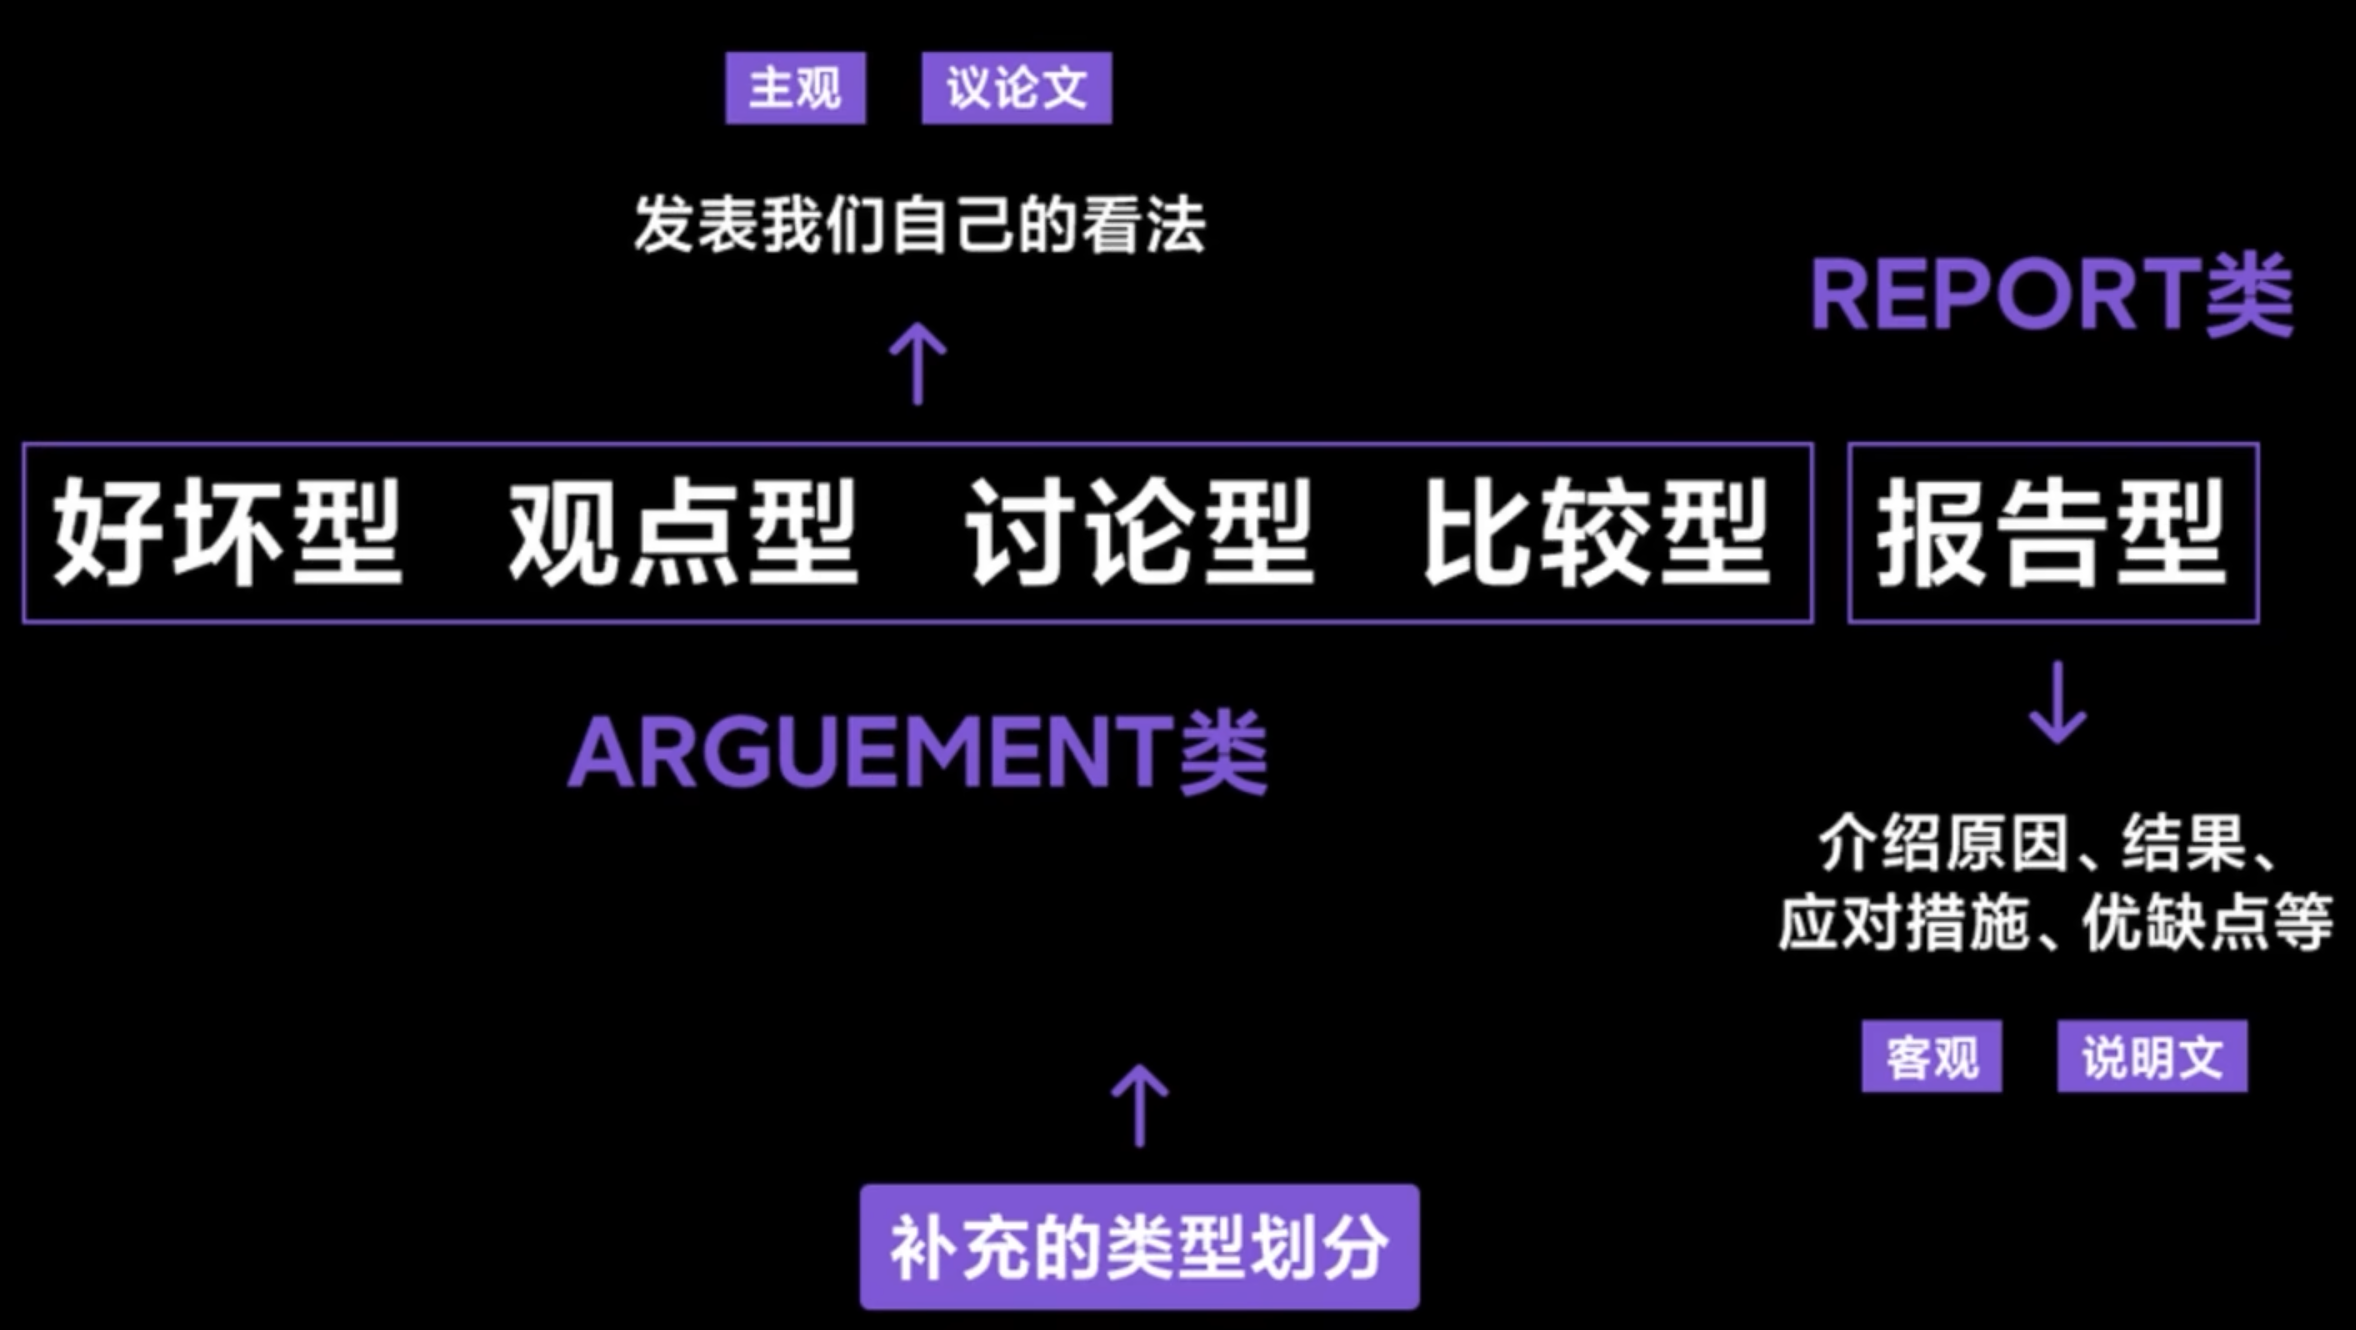 主观 议论文
发表我们自己的看法
REPORT类
好坏型 观点型 讨论型 比较型 报告型
ARGUEMENT类
介绍原因、结果、
应对措施、优缺点等
客观 说明文
补充的类型划分